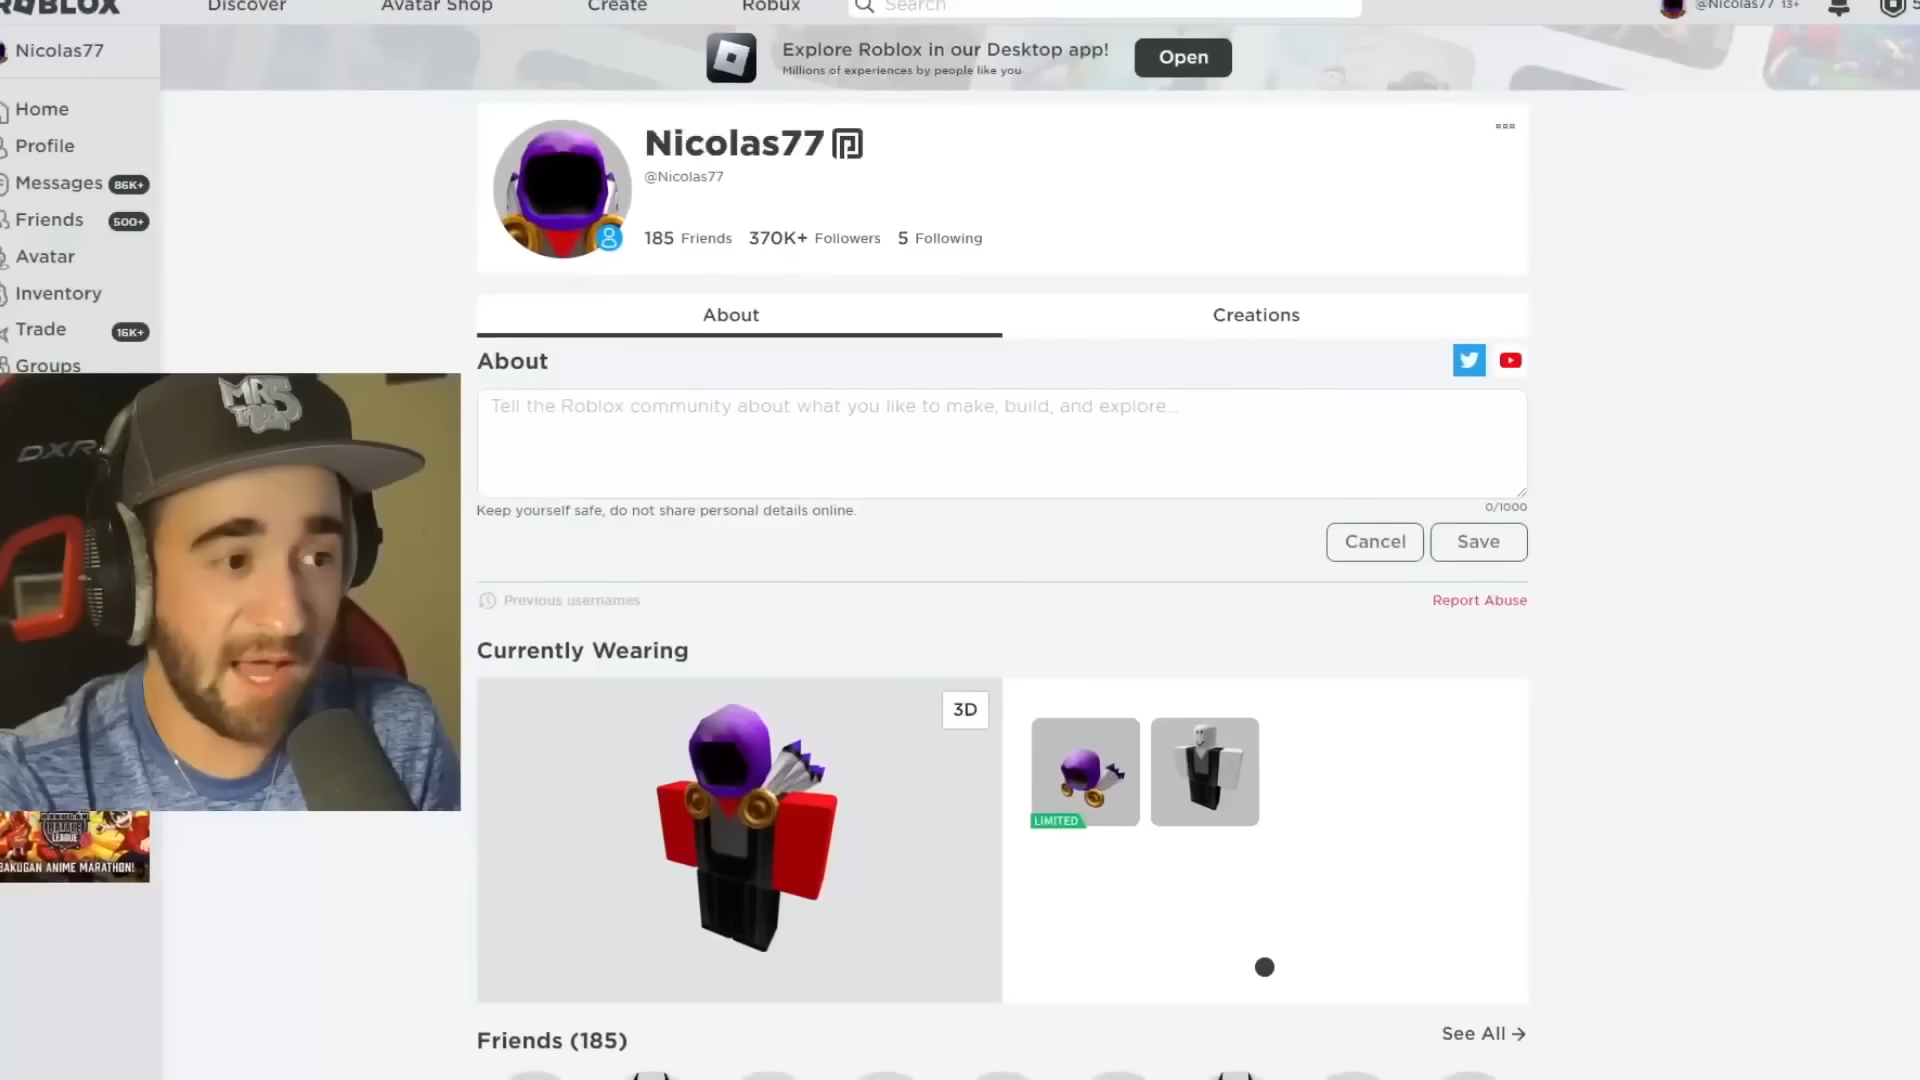 ROBLOX
Discover
Avatar Shop
Create
Robux
Search
@Nicolas77 13+
Nicolas77
Explore Roblox in our Desktop app!
Millions of experiences by people like you
Open
Home
Profile
Messages 86K+
Friends 500+
Avatar
Inventory
Trade 16K+
Groups
Nicolas77
@Nicolas77
185 Friends 370K+ Followers 5 Following
About
Creations
About
Tell the Roblox community about what you like to make, build, and explore...
Keep yourself safe, do not share personal details online.
0/1000
Cancel
Save
Previous usernames
Report Abuse
Currently Wearing
3D
LIMITED
Friends (185)
See All
DXR
BAKUGAN
BATTLE
LEAGUE
BAKUGAN ANIME MARATHON!